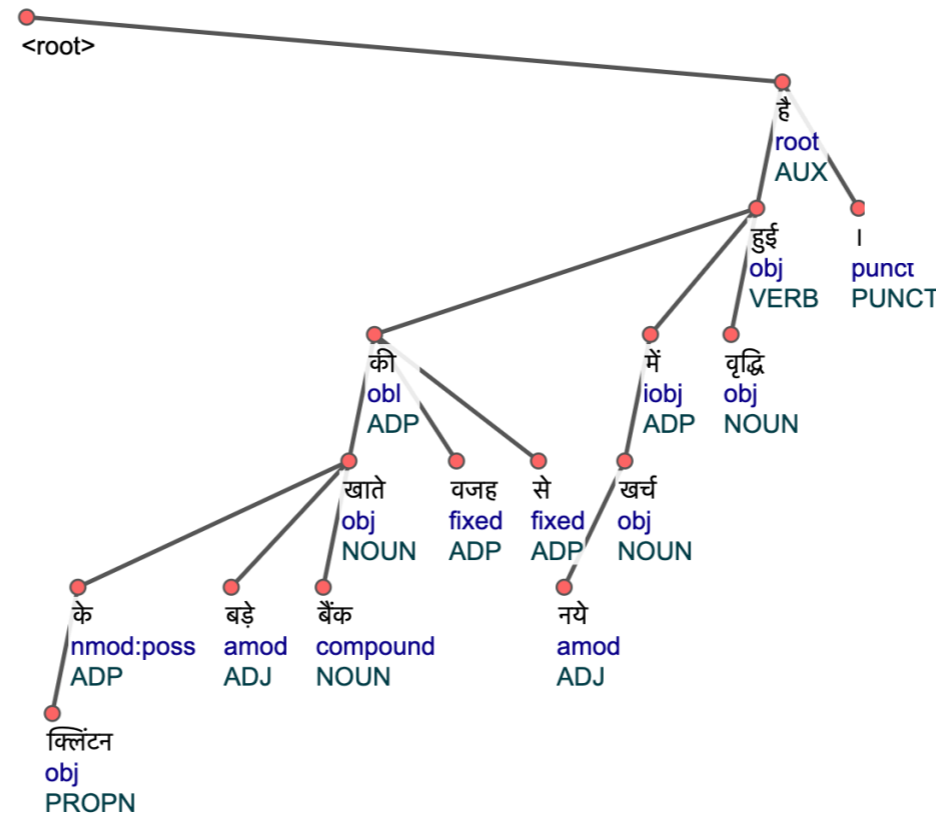 <root>
है
root
AUX
हुई
obj
VERB
।
punct
PUNCT
की
obl
ADP
में
iobj
ADP
वृद्धि
obj
NOUN
खाते
obj
NOUN
वजह
fixed
ADP
से
fixed
ADP
खर्च
obj
NOUN
के
nmod:poss
ADP
बड़े
amod
ADJ
बैंक
compound
NOUN
नये
amod
ADJ
क्लिंटन
obj
PROPN